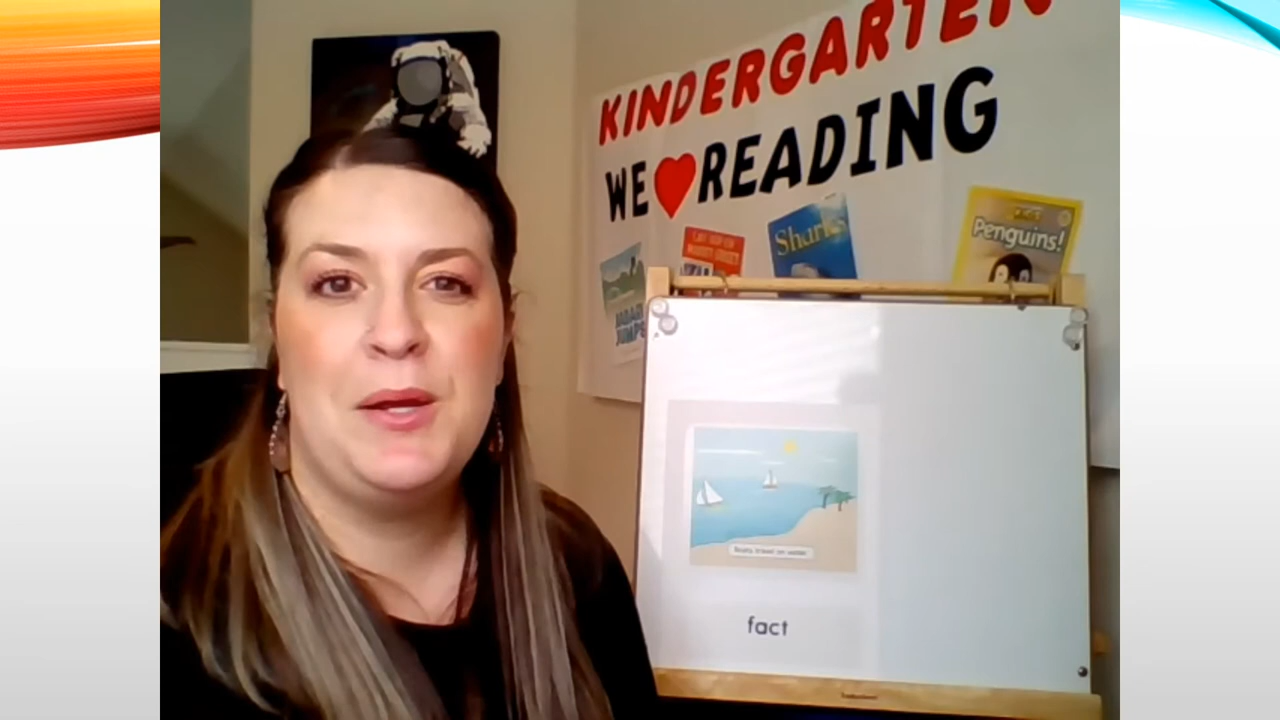 KINDERGARTEN
WE READING
Sharks
Penguins!
Boats travel on water.
fact